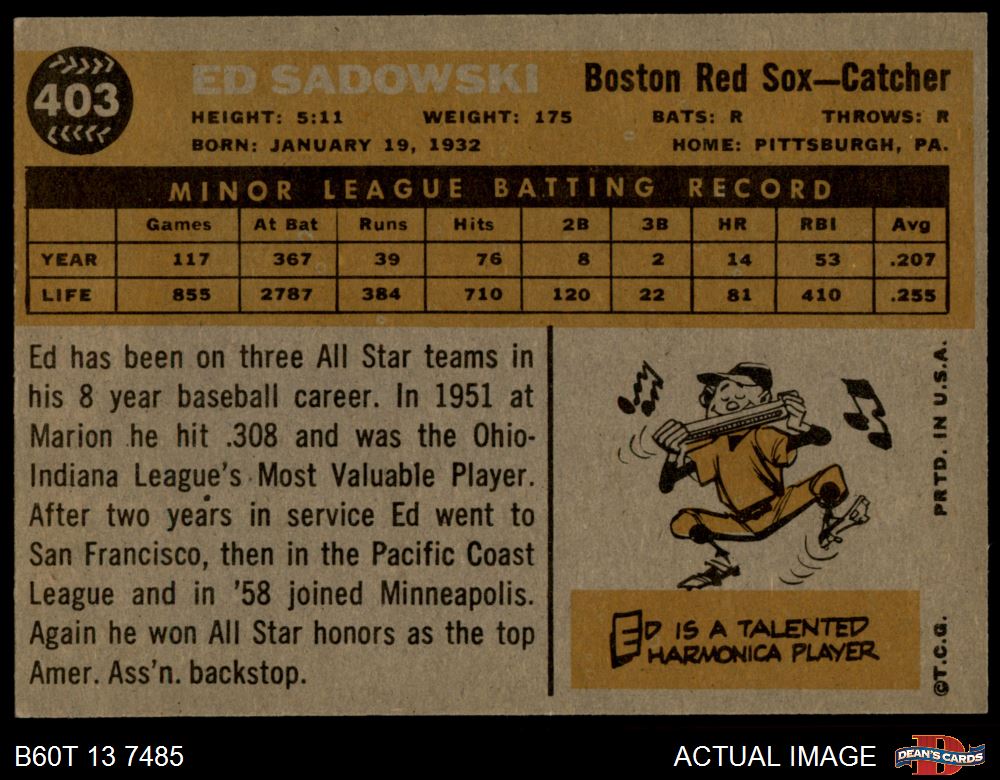 403
ED SADOWSKI
Boston Red Sox—Catcher
HEIGHT: 5:11 WEIGHT: 175 BATS: R THROWS: R
BORN: JANUARY 19, 1932 HOME: PITTSBURGH, PA.
MINOR LEAGUE BATTING RECORD
Games At Bat Runs Hits 2B 3B HR RBI Avg
YEAR 117 367 39 76 8 2 14 53 .207
LIFE 855 2787 384 710 120 22 81 410 .255
Ed has been on three All Star teams in
his 8 year baseball career. In 1951 at
Marion he hit .308 and was the Ohio-
Indiana League's Most Valuable Player.
After two years in service Ed went to
San Francisco, then in the Pacific Coast
League and in '58 joined Minneapolis.
Again he won All Star honors as the top
Amer. Ass'n. backstop.
ED IS A TALENTED
HARMONICA PLAYER
©T.C.G. PRTD. IN U.S.A.
B60T 13 7485
ACTUAL IMAGE
D
DEAN'S CARDS